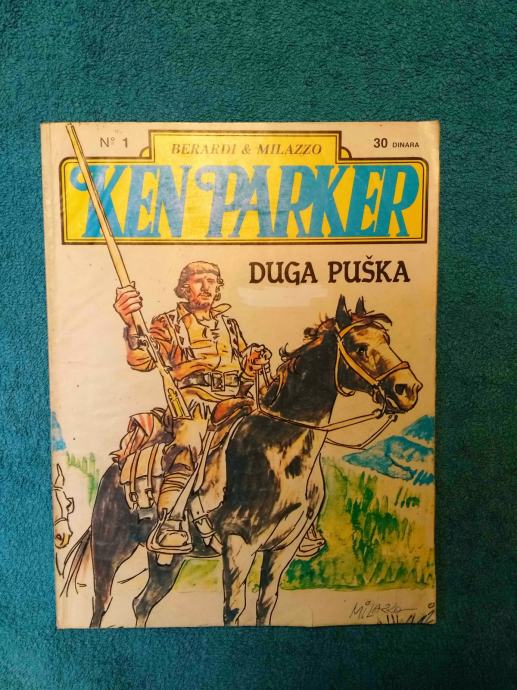 Nº 1
BERARDI & MILAZZO
30 DINARA
KEN PARKER
DUGA PUŠKA
MILAZZO